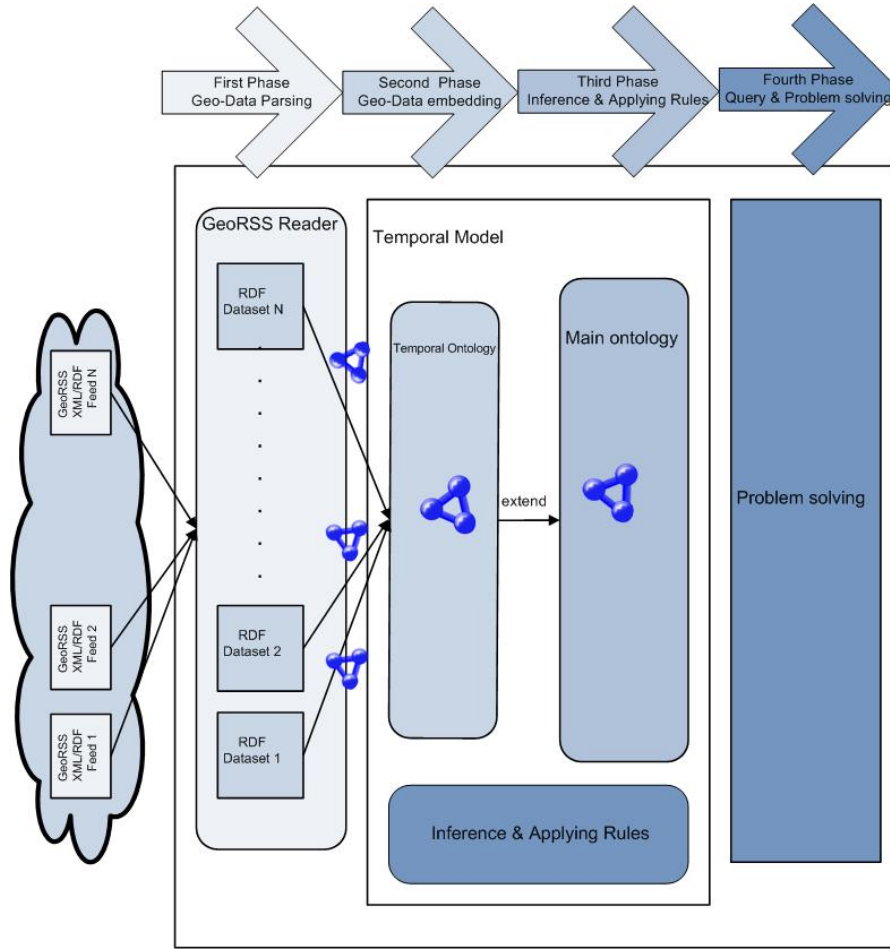 First Phase
Geo-Data Parsing
Second Phase
Geo-Data embedding
Third Phase
Inference & Applying Rules
Fourth Phase
Query & Problem solving
GeoRSS Reader
RDF
Dataset N
RDF
Dataset 2
RDF
Dataset 1
GeoRSS
XML/RDF
Feed N
GeoRSS
XML/RDF
Feed 2
GeoRSS
XML/RDF
Feed 1
Temporal Model
Temporal Ontology
extend
Main ontology
Inference & Applying Rules
Problem solving